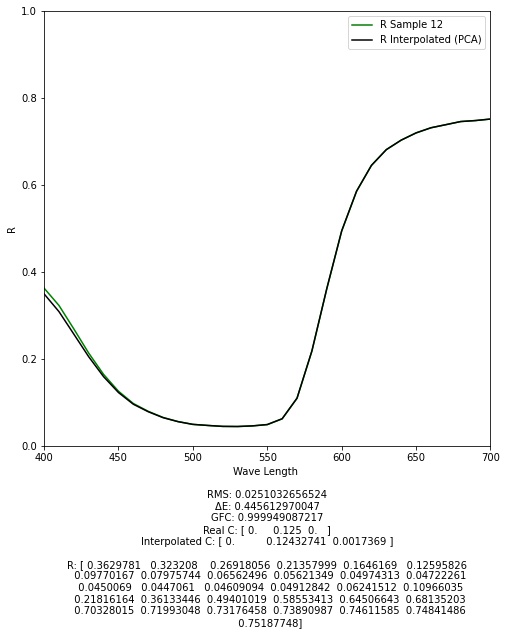 1.0
0.8
0.6
0.4
0.2
0.0
R
R Sample 12
R Interpolated (PCA)
400 450 500 550 600 650 700
Wave Length
RMS: 0.0251032656524
ΔE: 0.445612970047
GFC: 0.999949087217
Real C: [ 0. 0.125 0. ]
Interpolated C: [ 0. 0.12432741 0.0017369 ]
R: [ 0.3629781 0.323208 0.26918056 0.21357999 0.1646169 0.12595826
0.09770167 0.07975744 0.06562496 0.05621349 0.04974313 0.04722261
0.0450069 0.0447061 0.04609094 0.04912842 0.06241512 0.10966035
0.21816164 0.36133446 0.49401019 0.58553413 0.64506643 0.68135203
0.70328015 0.71993048 0.73176458 0.73890987 0.74611585 0.74841486
0.75187748]